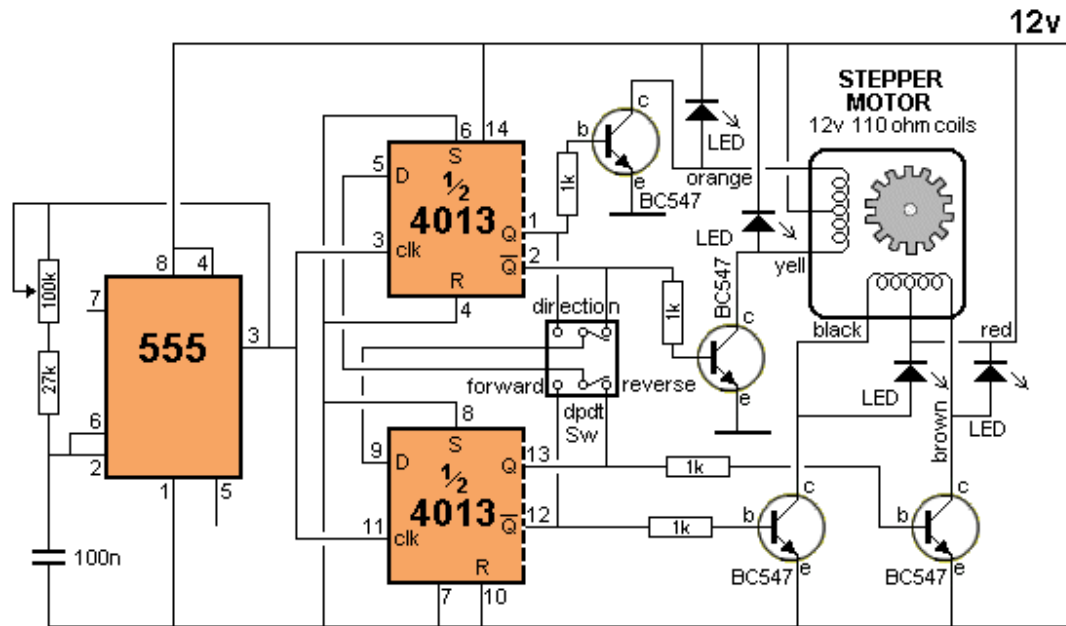 12v
STEPPER
MOTOR
12v 110 ohm coils
6
14
5
D
S
1/2
4013
3
clk
R
Q
1
Q̅
2
4
1k
b
c
e
BC547
orange
LED
LED
yell
1k
BC547
b
c
e
black
red
LED
brown
LED
8
4
7
555
3
6
2
1
5
100k
27k
100n
direction
forward
reverse
dpdt
Sw
8
9
D
S
1/2
4013
11
clk
R
Q
13
Q̅
12
7
10
1k
1k
b
c
e
BC547
b
c
e
BC547